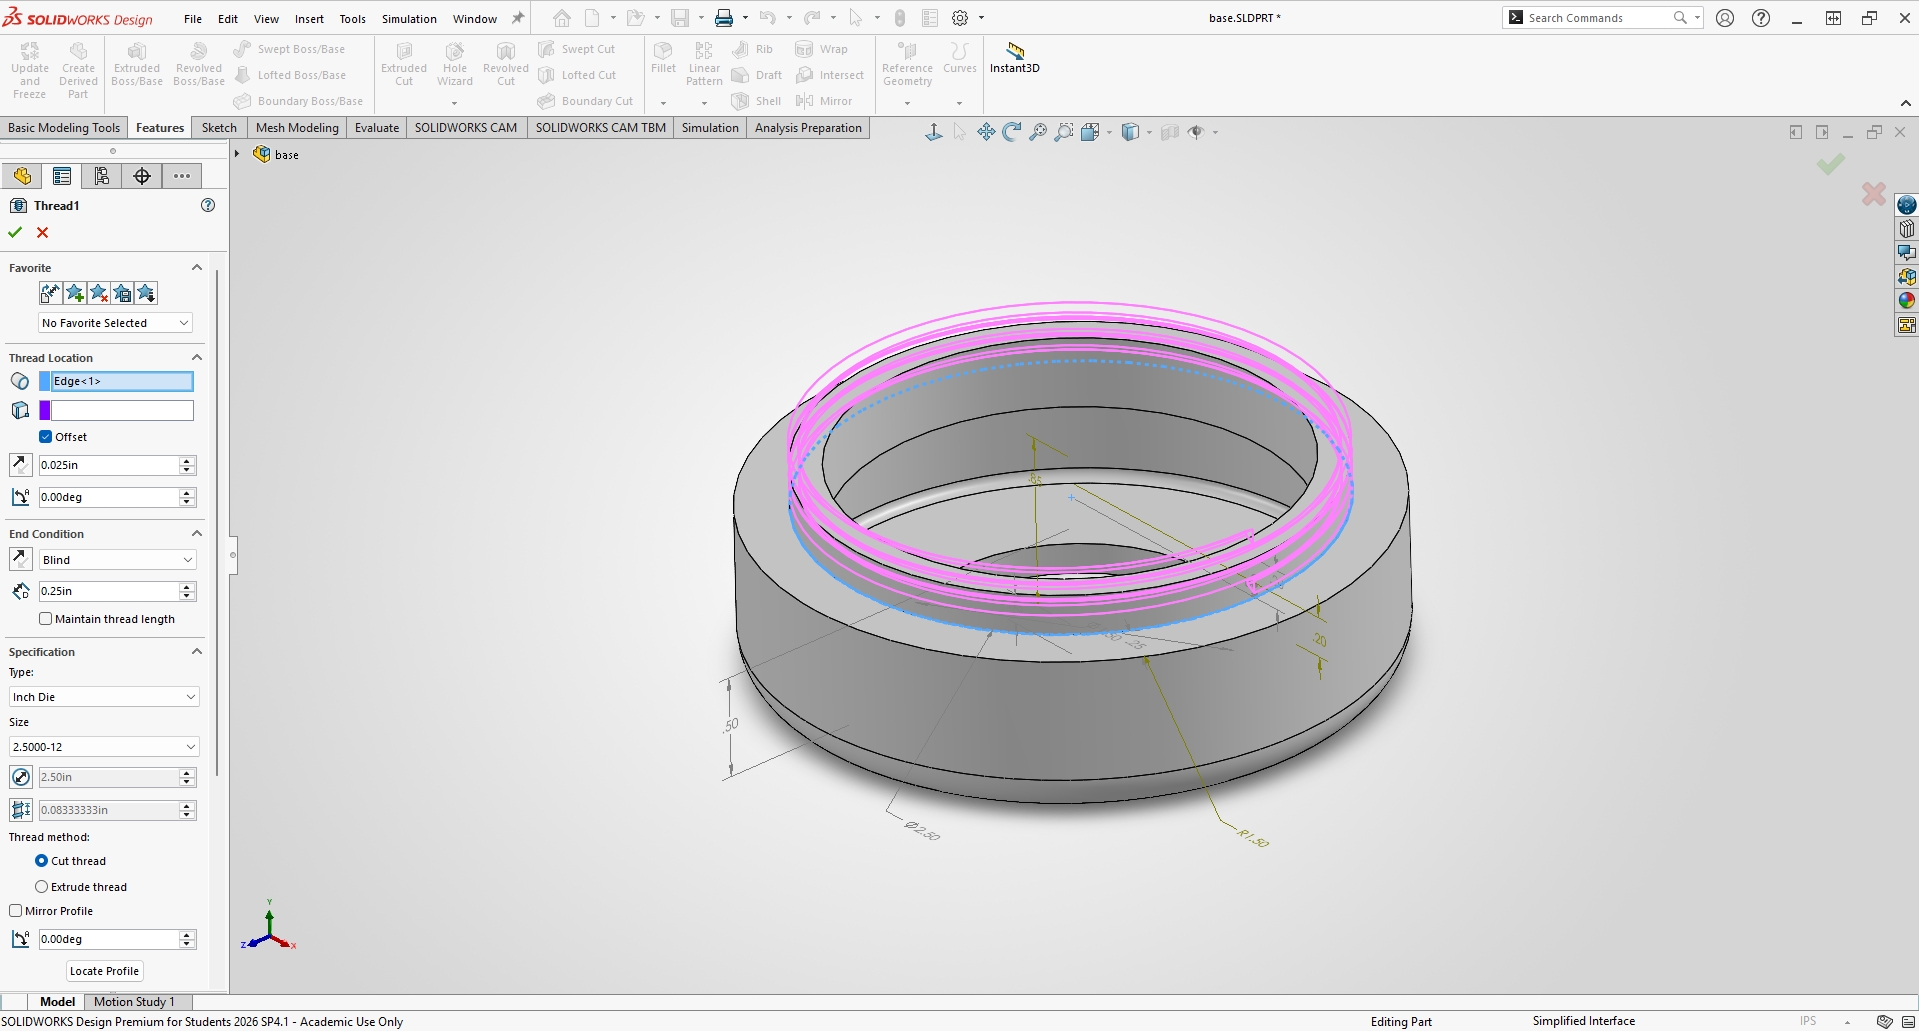 SOLIDWORKS Design File Edit View Insert Tools Simulation Window base.SLDPRT * Search Commands
Update and Freeze
Create Derived Part
Extruded Boss/Base
Revolved Boss/Base
Swept Boss/Base
Lofted Boss/Base
Boundary Boss/Base
Extruded Cut
Hole Wizard
Revolved Cut
Swept Cut
Lofted Cut
Boundary Cut
Fillet
Linear Pattern
Rib
Draft
Shell
Wrap
Intersect
Mirror
Reference Geometry
Curves
Instant3D
Basic Modeling Tools Features Sketch Mesh Modeling Evaluate SOLIDWORKS CAM SOLIDWORKS CAM TBM Simulation Analysis Preparation
base
Thread1
Favorite
No Favorite Selected
Thread Location
Edge<1>
Offset
0.025in
0.00deg
End Condition
Blind
0.25in
Maintain thread length
Specification
Type:
Inch Die
Size
2.5000-12
2.50in
0.08333333in
Thread method:
Cut thread
Extrude thread
Mirror Profile
0.00deg
Locate Profile
.85
.25
.20
.50
Ø2.50
R1.50
Y
Z
X
Model Motion Study 1
SOLIDWORKS Design Premium for Students 2026 SP4.1 - Academic Use Only Editing Part Simplified Interface IPS